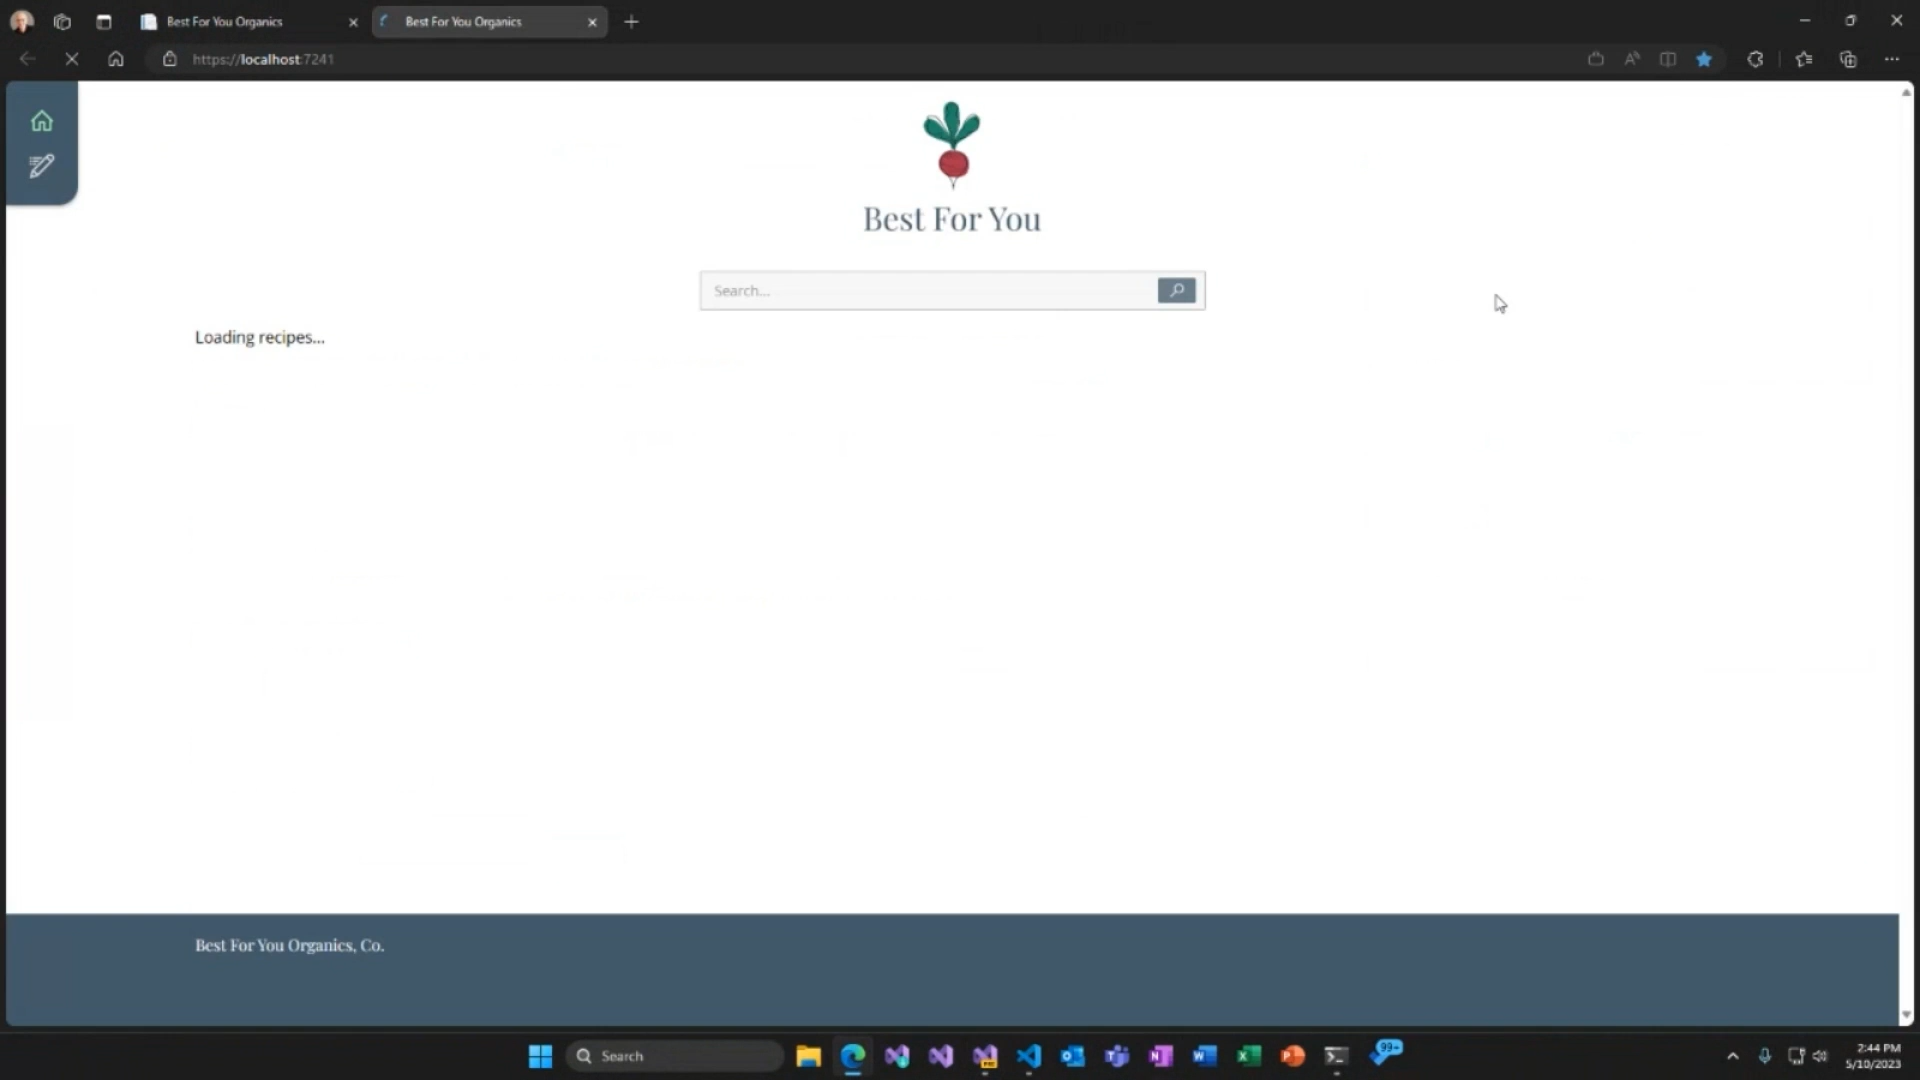 Best For You Organics
Best For You Organics
https://localhost:7241
Best For You
Search...
Loading recipes...
Best For You Organics, Co.
Search
99+
2:44 PM
5/10/2023